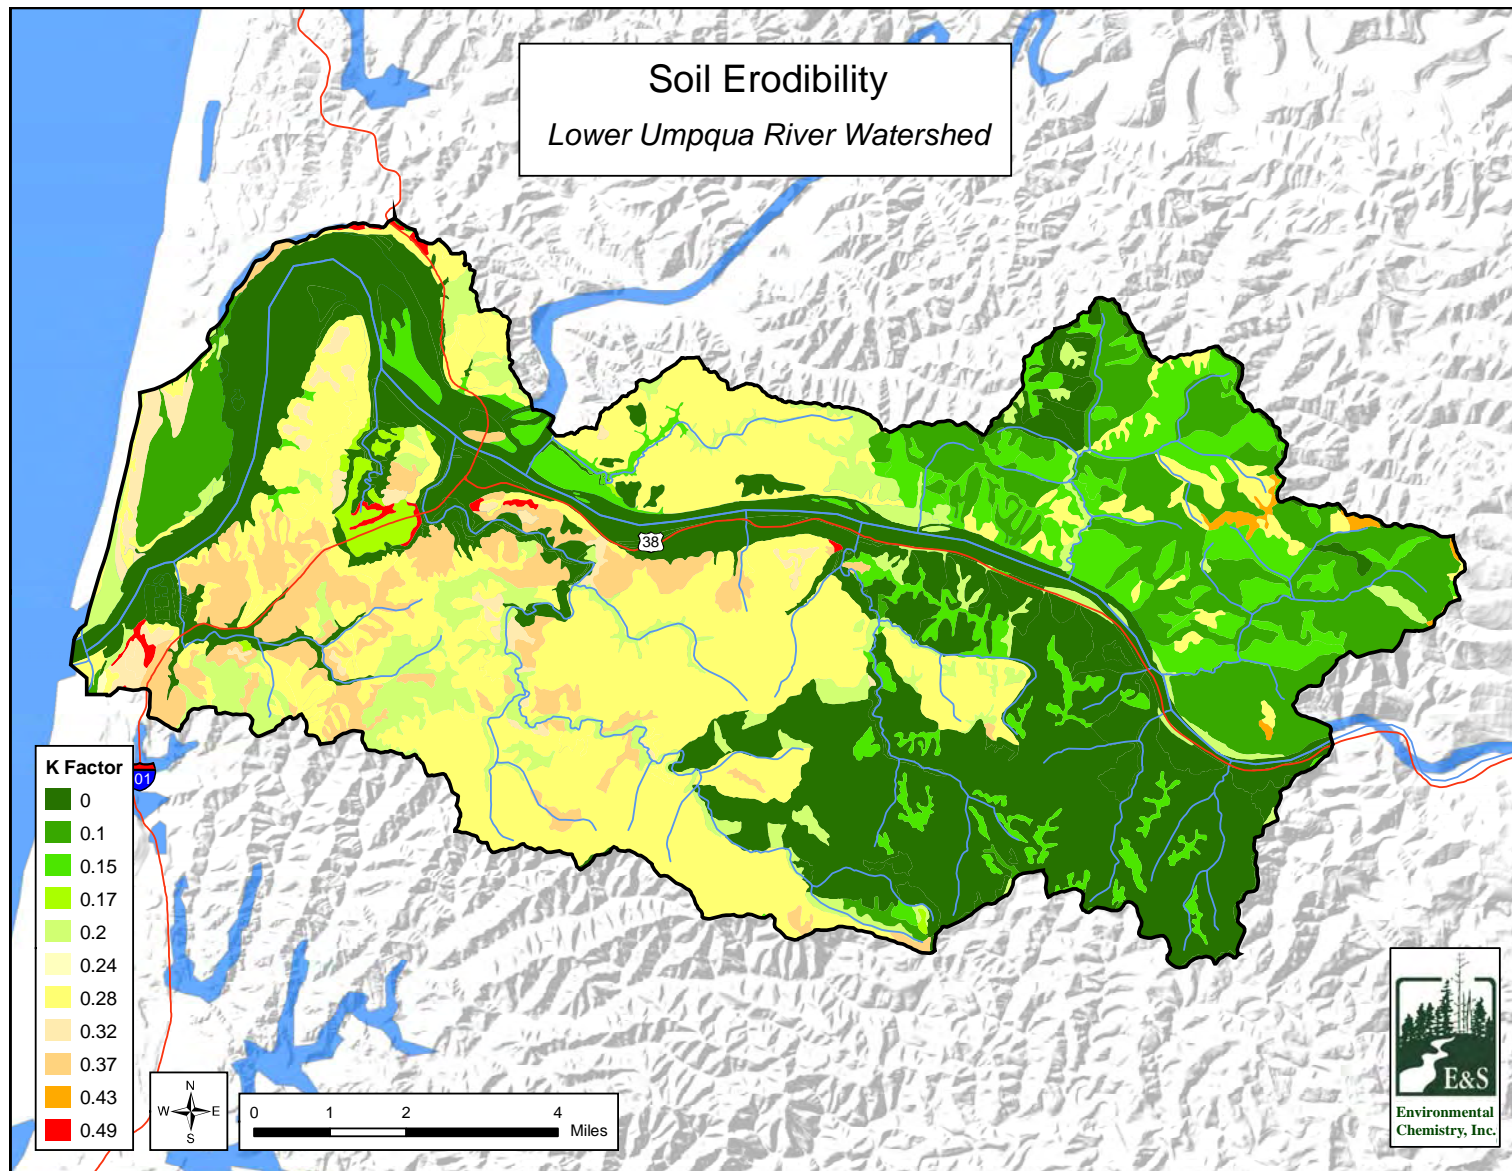 Soil Erodibility
Lower Umpqua River Watershed
38
K Factor
01
0
0.1
0.15
0.17
0.2
0.24
0.28
0.32
0.37
0.43
0.49
N
W E
S
0 1 2 4
Miles
E&S
Environmental
Chemistry, Inc.